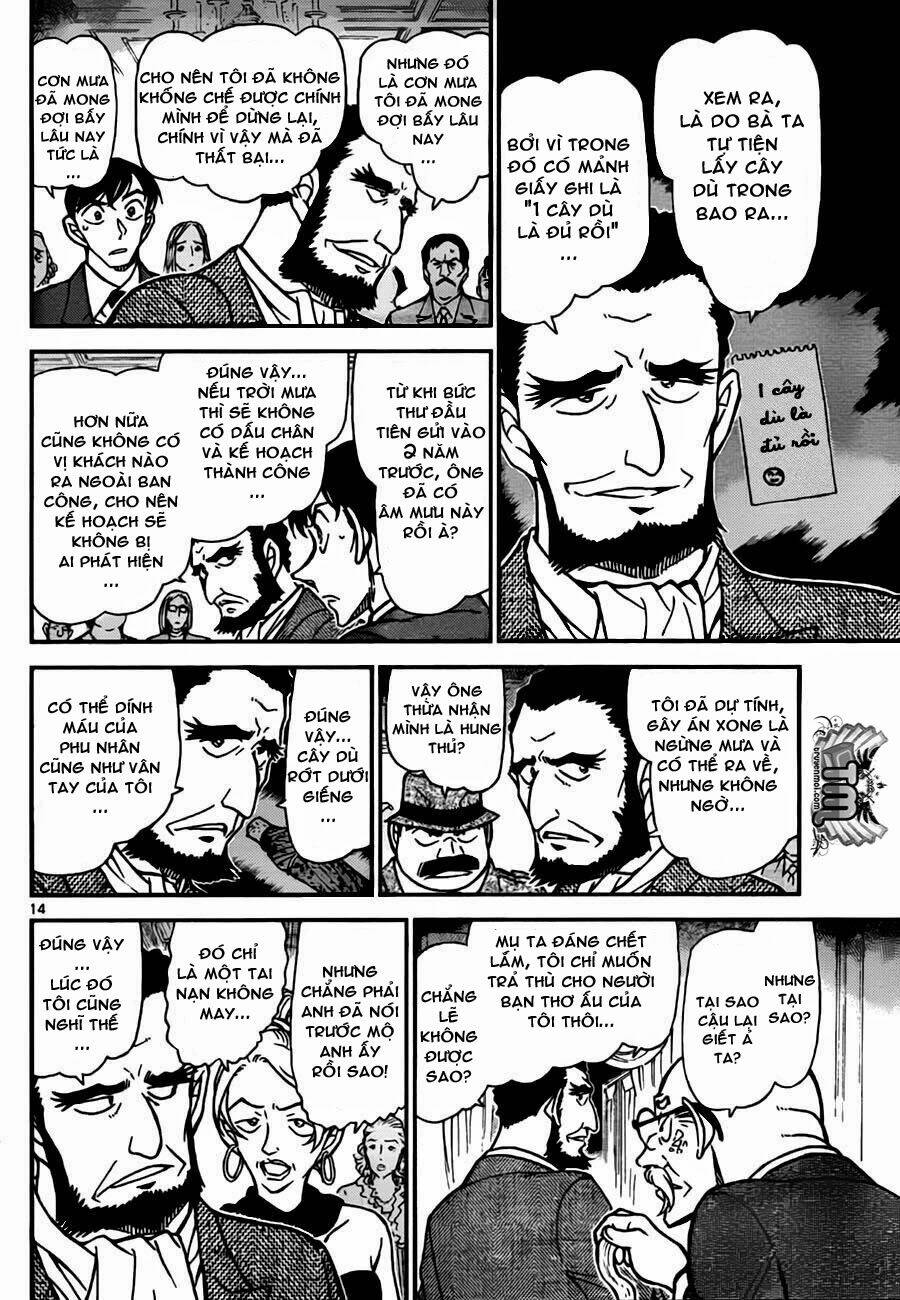 XEM RA,
LÀ DO BÀ TA
TỰ TIỆN
LẤY CÂY
DÙ TRONG
BAO RA...
BỞI VÌ TRONG
ĐÓ CÓ MẢNH
GIẤY GHI LÀ
"1 CÂY DÙ
LÀ ĐỦ RỒI"
...
1 cây
dù là
đủ rồi
NHƯNG ĐÓ
LÀ CƠN MƯA
TÔI ĐÃ MONG
ĐỢI BẤY
LÂU NAY
...
CHO NÊN TÔI ĐÃ KHÔNG
KHỐNG CHẾ ĐƯỢC CHÍNH
MÌNH ĐỂ DỪNG LẠI,
CHÍNH VÌ VẬY MÀ ĐÃ
THẤT BẠI...
CƠN MƯA
ĐÃ MONG
ĐỢI BẤY
LÂU NAY
TỨC LÀ
...
TỪ KHI BỨC
THƯ ĐẦU
TIÊN GỬI VÀO
2 NĂM
TRƯỚC, ÔNG
ĐÃ CÓ
ÂM MƯU NÀY
RỒI À?
ĐÚNG VẬY...
NẾU TRỜI MƯA
THÌ SẼ KHÔNG
CÓ DẤU CHÂN
VÀ KẾ HOẠCH
THÀNH CÔNG
...
HƠN NỮA
CŨNG KHÔNG CÓ
VỊ KHÁCH NÀO
RA NGOÀI BAN
CÔNG, CHO NÊN
KẾ HOẠCH SẼ
KHÔNG BỊ
AI PHÁT HIỆN
...
TÔI ĐÃ DỰ TÍNH,
GÂY ÁN XONG LÀ
NGỪNG MƯA VÀ
CÓ THỂ RA VỀ,
NHƯNG KHÔNG
NGỜ...
VẬY ÔNG
THỪA NHẬN
MÌNH LÀ HUNG
THỦ?
ĐÚNG
VẬY...
CÂY DÙ
RỚT DƯỚI
GIẾNG
...
CÓ THỂ DÍNH
MÁU CỦA
PHU NHÂN
CŨNG NHƯ VÂN
TAY CỦA TÔI
...
truyenmoi.com
TM
14
NHƯNG
TẠI
SAO?
TẠI SAO
CẬU LẠI
GIẾT Ả
TA?
MỤ TA ĐÁNG CHẾT
LẮM, TÔI CHỈ MUỐN
TRẢ THÙ CHO NGƯỜI
BẠN THƠ ẤU CỦA
TÔI THÔI...
CHẲNG
LẼ
KHÔNG
ĐƯỢC
SAO?
NHƯNG
CHẲNG PHẢI
ANH ĐÃ NÓI
TRƯỚC MỘ
ANH ẤY
RỒI SAO!
ĐÓ CHỈ
LÀ MỘT TAI
NẠN KHÔNG
MAY...
ĐÚNG VẬY
...
LÚC ĐÓ
TÔI CŨNG
NGHĨ THẾ
...